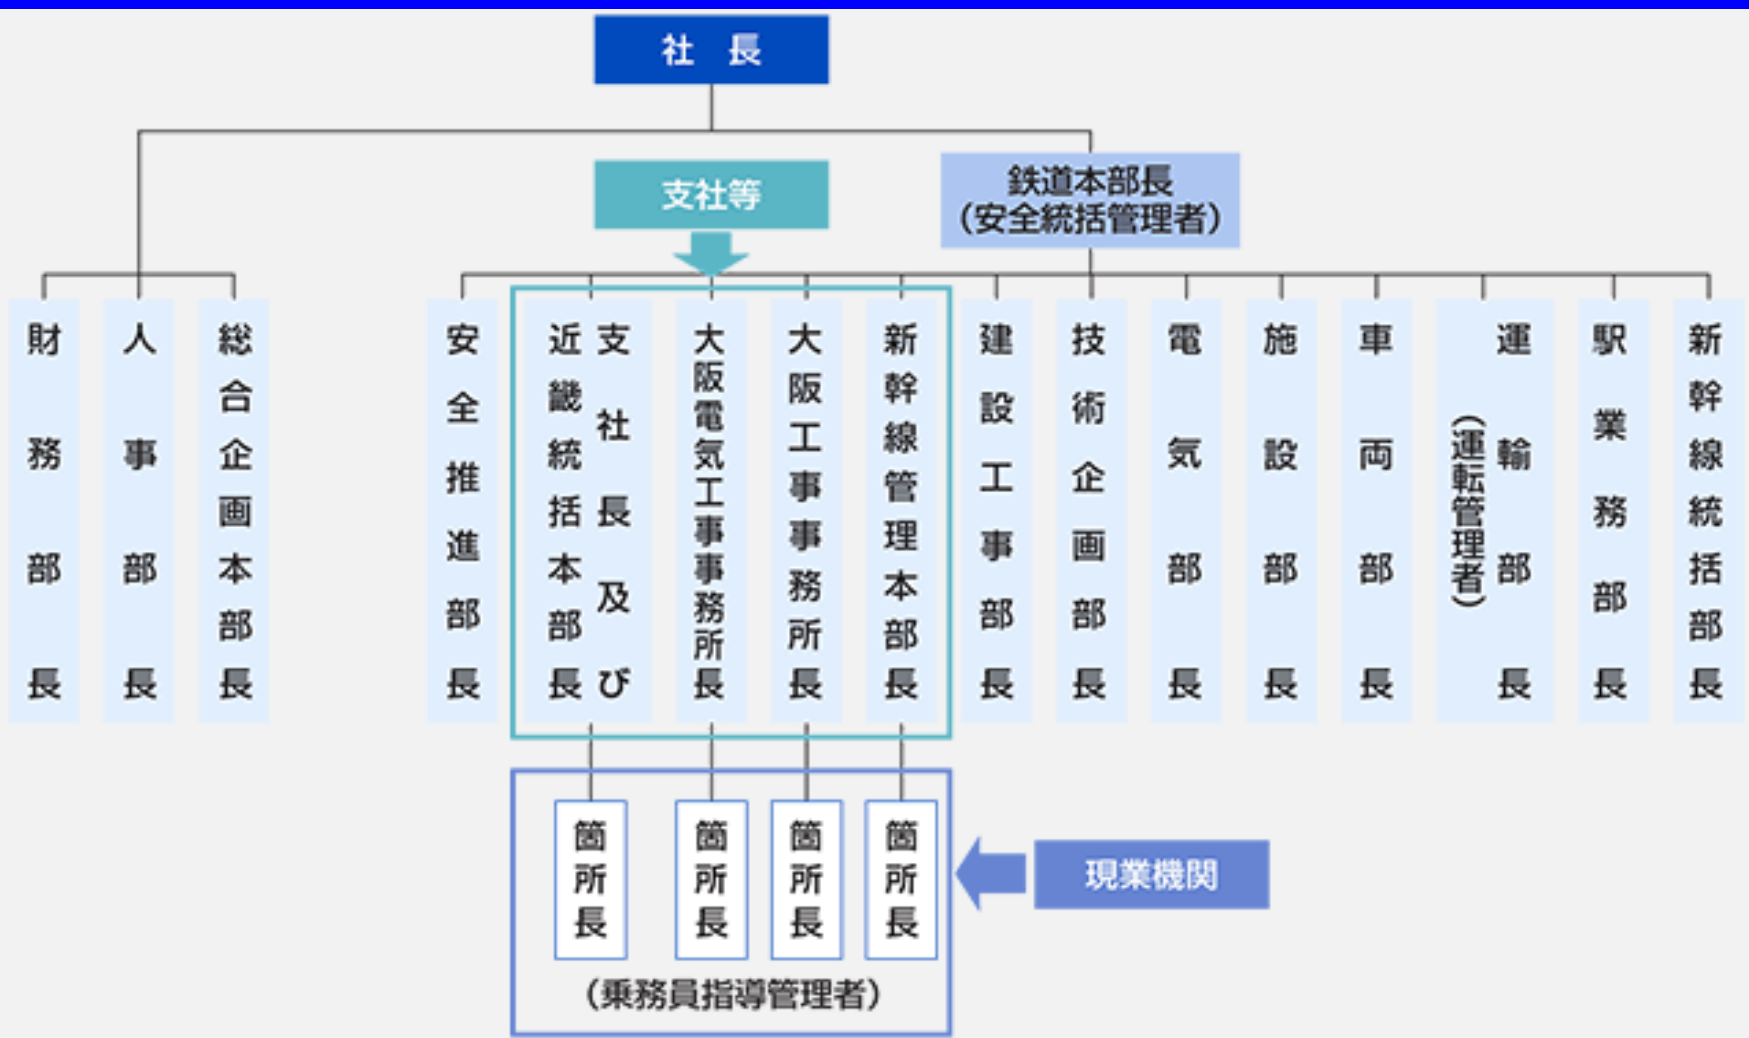 社　長
支社等
鉄道本部長
（安全統括管理者）
財務部長
人事部長
総合企画本部長
安全推進部長
支社長及び
近畿統括本部長
大阪電気工事事務所長
大阪工事事務所長
新幹線管理本部長
建設工事部長
技術企画部長
電気部長
施設部長
車両部長
運輸部長
（運転管理者）
駅業務部長
新幹線統括部長
箇所長
箇所長
箇所長
箇所長
現業機関
（乗務員指導管理者）